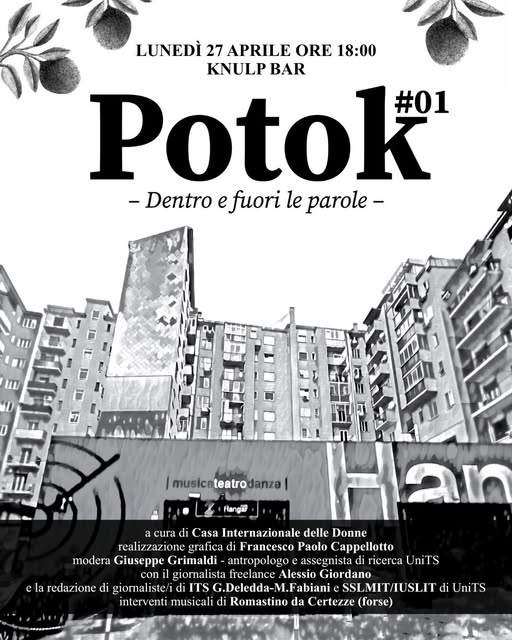 LUNEDÌ 27 APRILE ORE 18:00
KNULP BAR
Potok #01
– Dentro e fuori le parole –
|musicateatrodanza|
Hangar
Han
a cura di Casa Internazionale delle Donne
realizzazione grafica di Francesco Paolo Cappellotto
modera Giuseppe Grimaldi - antropologo e assegnista di ricerca UniTS
con il giornalista freelance Alessio Giordano
e la redazione di giornaliste/i di ITS G.Deledda-M.Fabiani e SSLMIT/IUSLIT di UniTS
interventi musicali di Romastino da Certezze (forse)